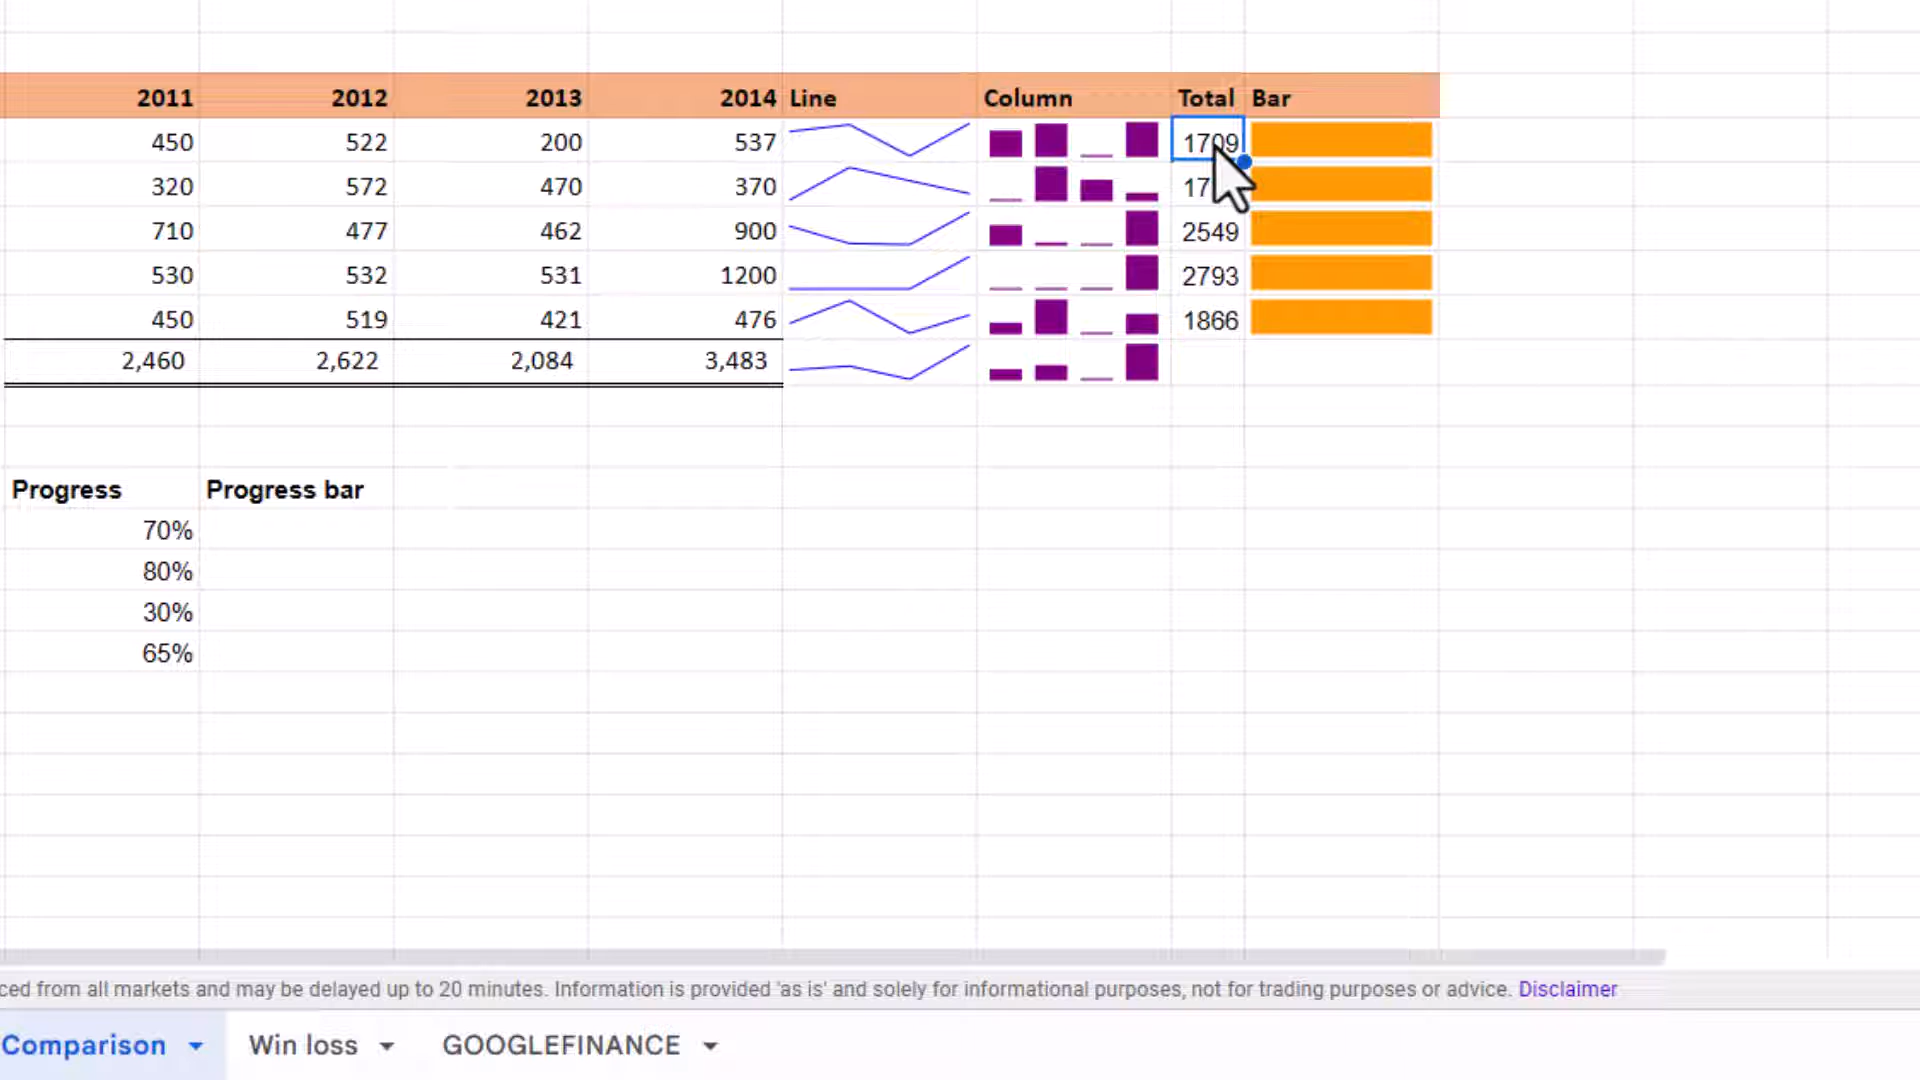 2011 2012 2013 2014 Line Column Total Bar
450 522 200 537 1709
320 572 470 370
710 477 462 900 2549
530 532 531 1200 2793
450 519 421 476 1866
2,460 2,622 2,084 3,483
Progress Progress bar
70%
80%
30%
65%
ced from all markets and may be delayed up to 20 minutes. Information is provided 'as is' and solely for informational purposes, not for trading purposes or advice. Disclaimer
Comparison Win loss GOOGLEFINANCE